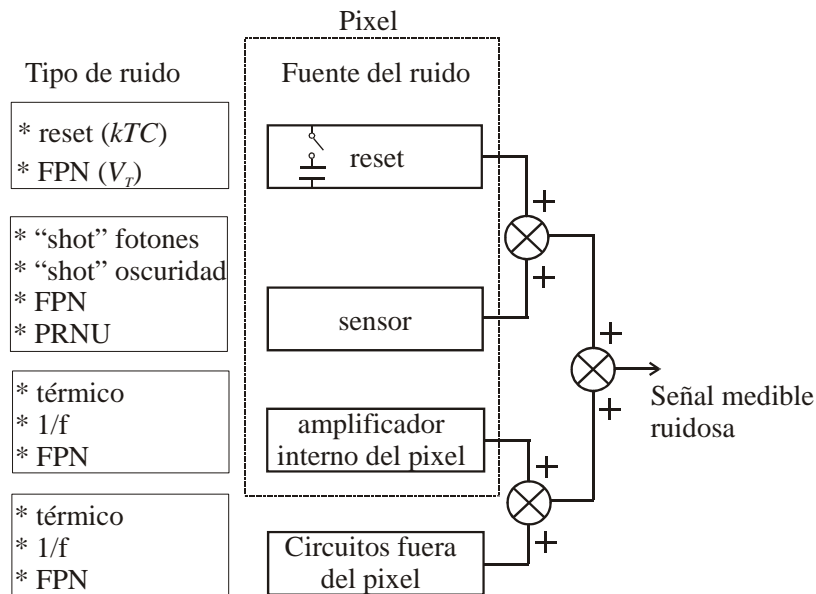 Pixel
Tipo de ruido
Fuente del ruido
* reset (kTC)
* FPN (V_T)
reset
* “shot” fotones
* “shot” oscuridad
* FPN
* PRNU
sensor
* térmico
* 1/f
* FPN
amplificador
interno del pixel
* térmico
* 1/f
* FPN
Circuitos fuera
del pixel
+
+
+
+
+
+
Señal medible
ruidosa